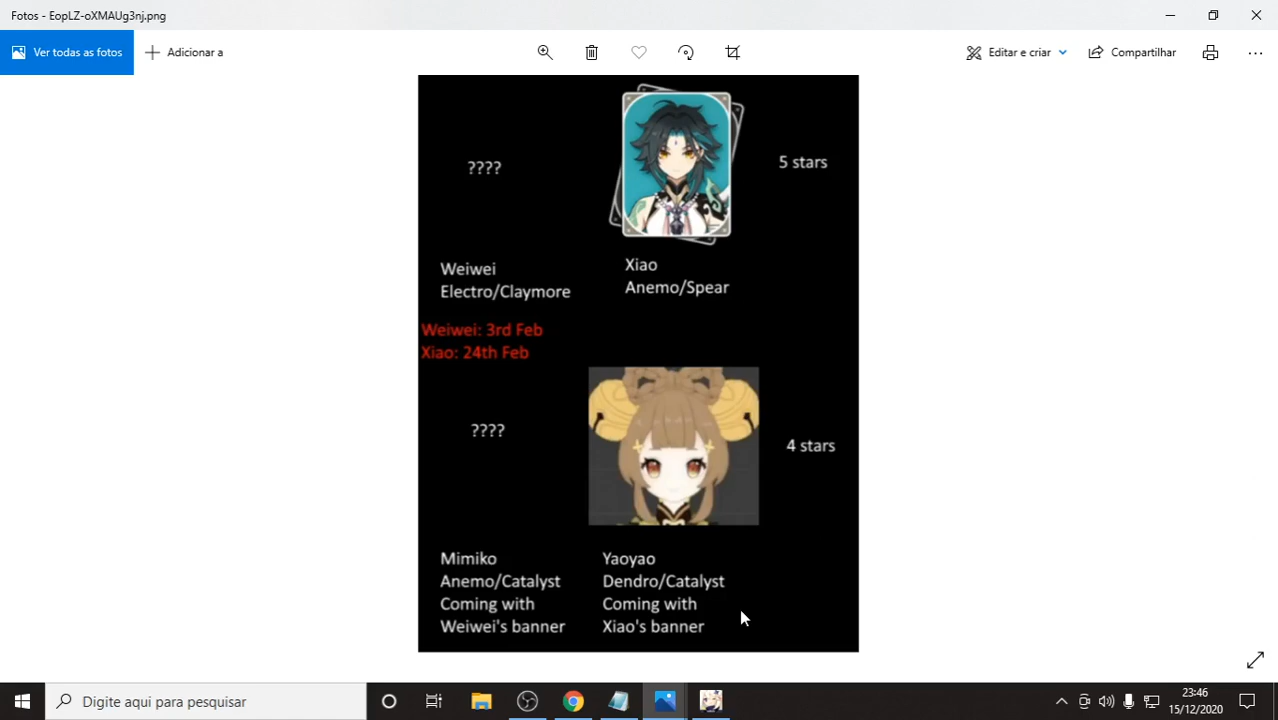 Fotos - EopLZ-oXMAUg3nj.png
Ver todas as fotos
Adicionar a
Editar e criar
Compartilhar
????
5 stars
Weiwei
Electro/Claymore
Xiao
Anemo/Spear
Weiwei: 3rd Feb
Xiao: 24th Feb
????
4 stars
Mimiko
Anemo/Catalyst
Coming with
Weiwei's banner
Yaoyao
Dendro/Catalyst
Coming with
Xiao's banner
Digite aqui para pesquisar
23:46
15/12/2020